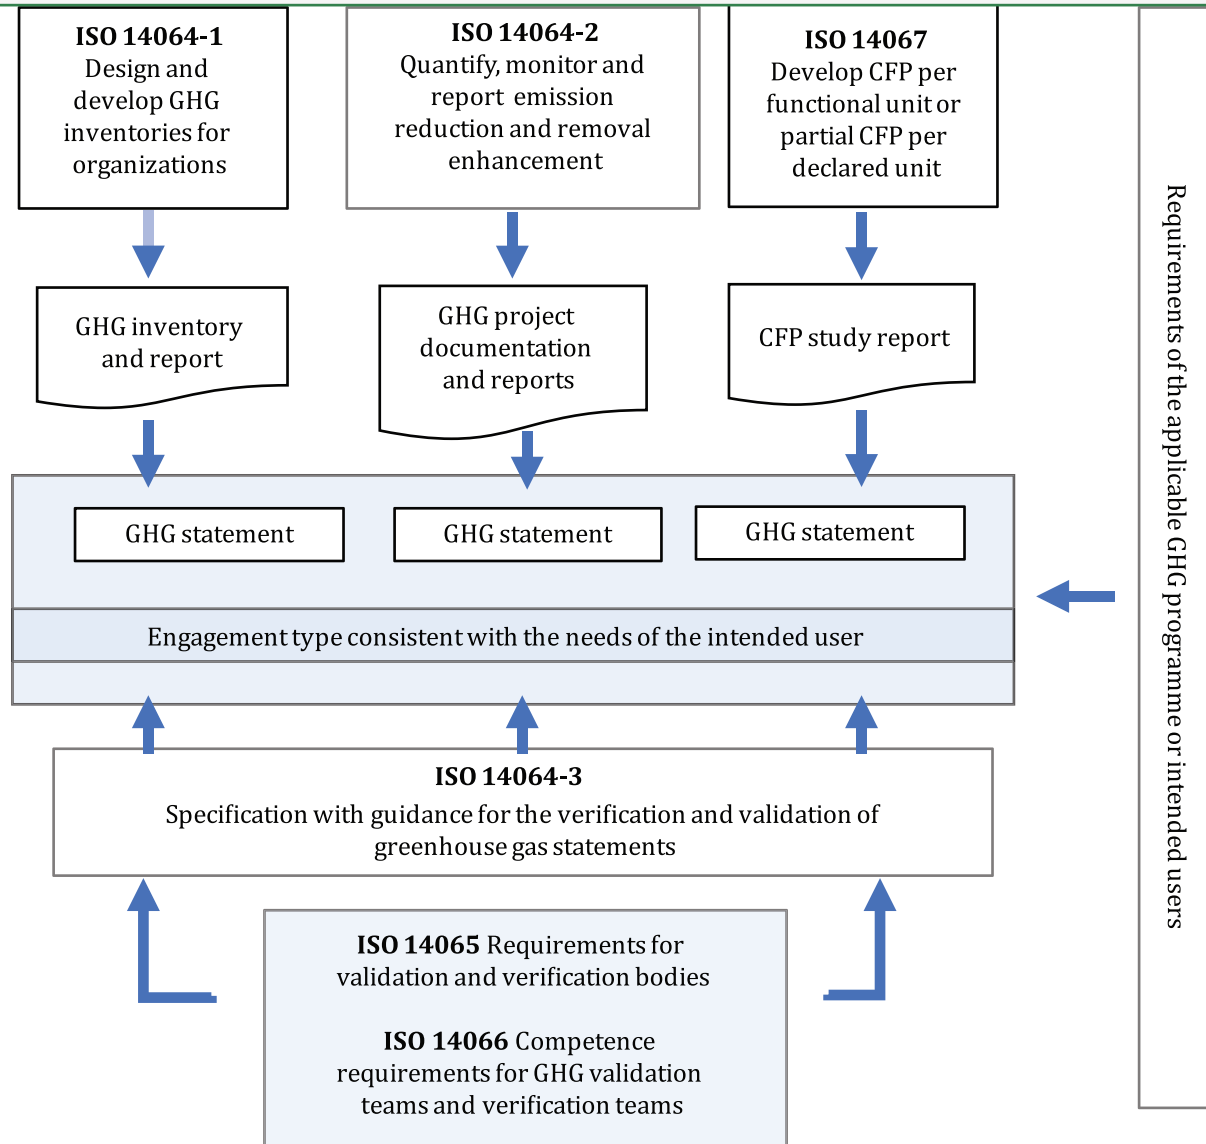 ISO 14064-1
Design and
develop GHG
inventories for
organizations
ISO 14064-2
Quantify, monitor and
report emission
reduction and removal
enhancement
ISO 14067
Develop CFP per
functional unit or
partial CFP per
declared unit
GHG inventory
and report
GHG project
documentation
and reports
CFP study report
GHG statement
GHG statement
GHG statement
Engagement type consistent with the needs of the intended user
ISO 14064-3
Specification with guidance for the verification and validation of
greenhouse gas statements
ISO 14065 Requirements for
validation and verification bodies
ISO 14066 Competence
requirements for GHG validation
teams and verification teams
Requirements of the applicable GHG programme or intended users